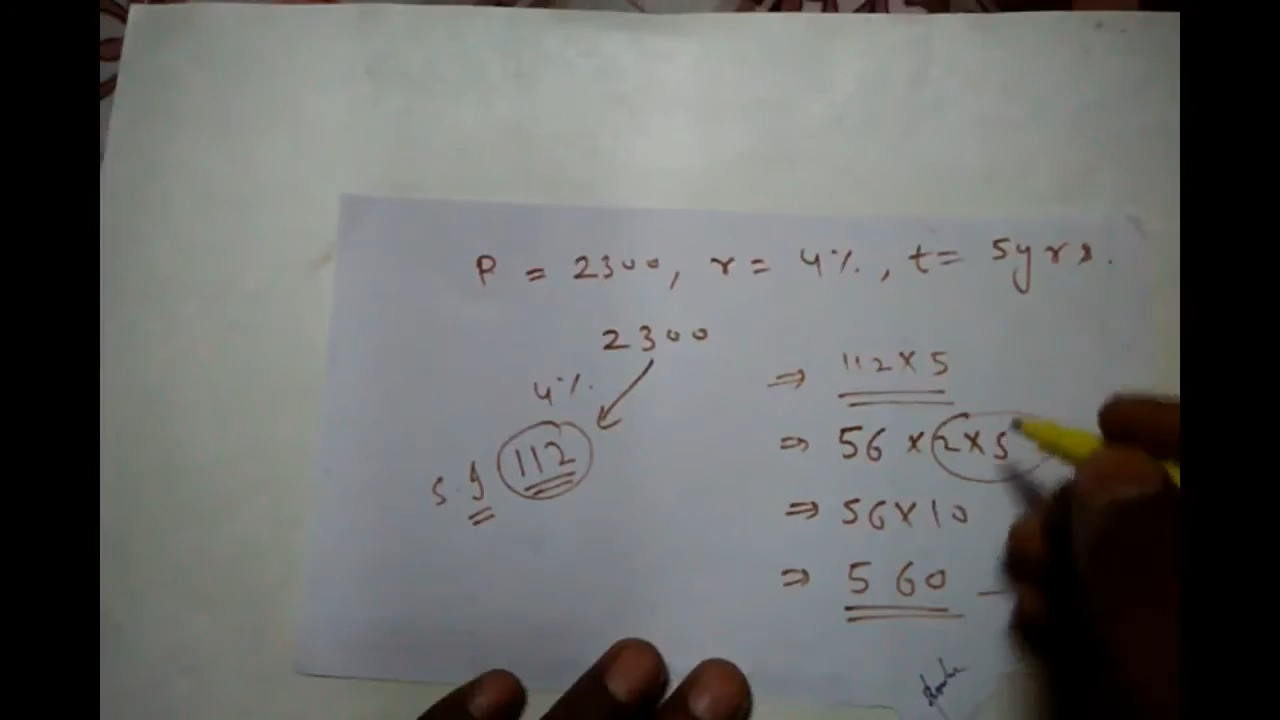 P = 2300, r = 4%, t = 5yrs.
2300
4%
S.I 112
⇒ 112 × 5
⇒ 56 × 2 × 5
⇒ 56 × 10
⇒ 560